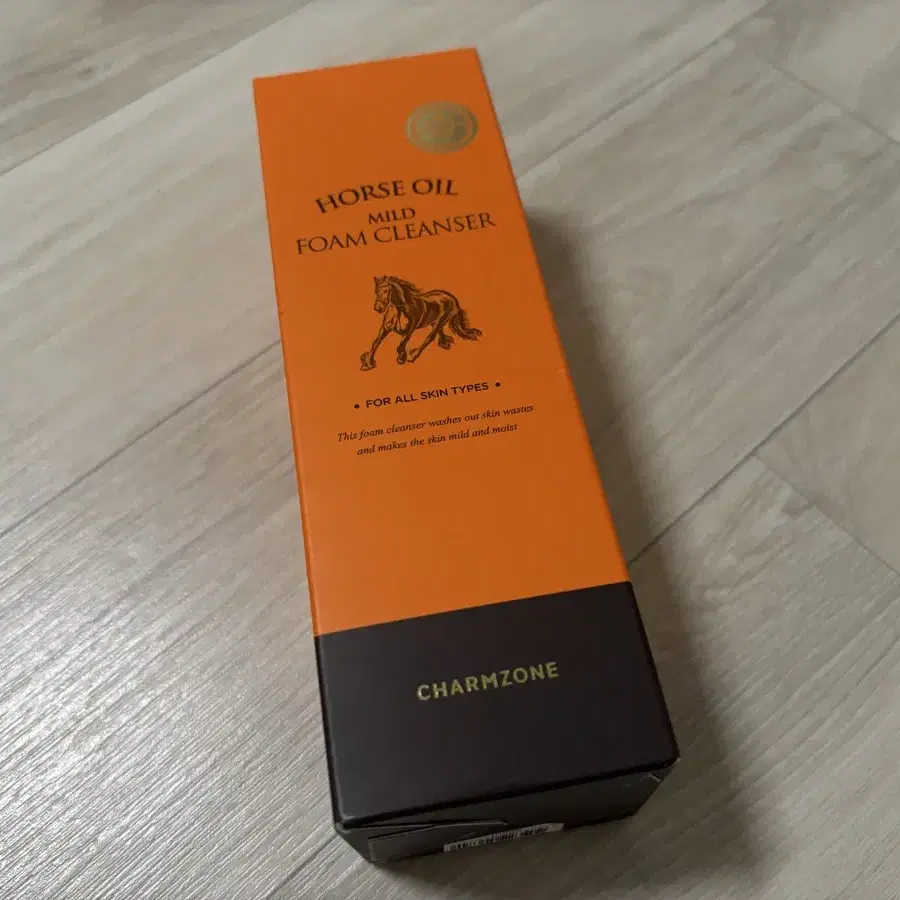 HORSE OIL
MILD
FOAM CLEANSER
• FOR ALL SKIN TYPES •
This foam cleanser washes out skin wastes
and makes the skin mild and moist
CHARMZONE